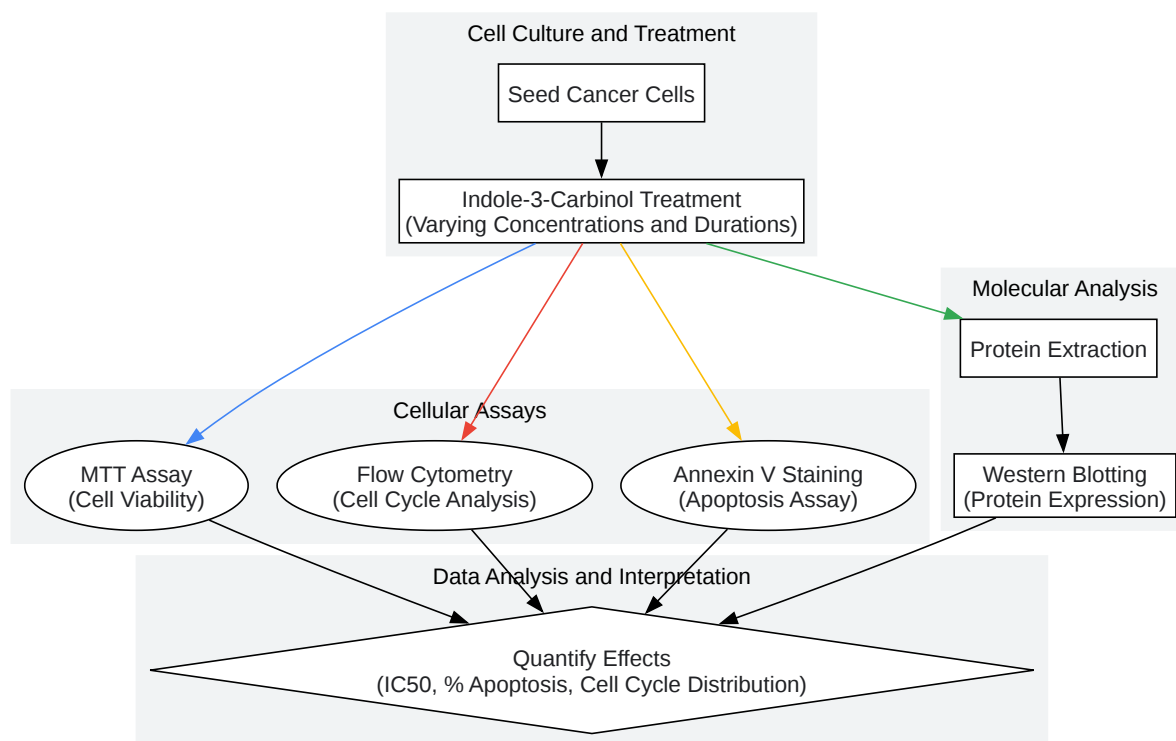 Cell Culture and Treatment
Seed Cancer Cells
Indole-3-Carbinol Treatment
(Varying Concentrations and Durations)
Molecular Analysis
Protein Extraction
Cellular Assays
MTT Assay
(Cell Viability)
Flow Cytometry
(Cell Cycle Analysis)
Annexin V Staining
(Apoptosis Assay)
Western Blotting
(Protein Expression)
Data Analysis and Interpretation
Quantify Effects
(IC50, % Apoptosis, Cell Cycle Distribution)